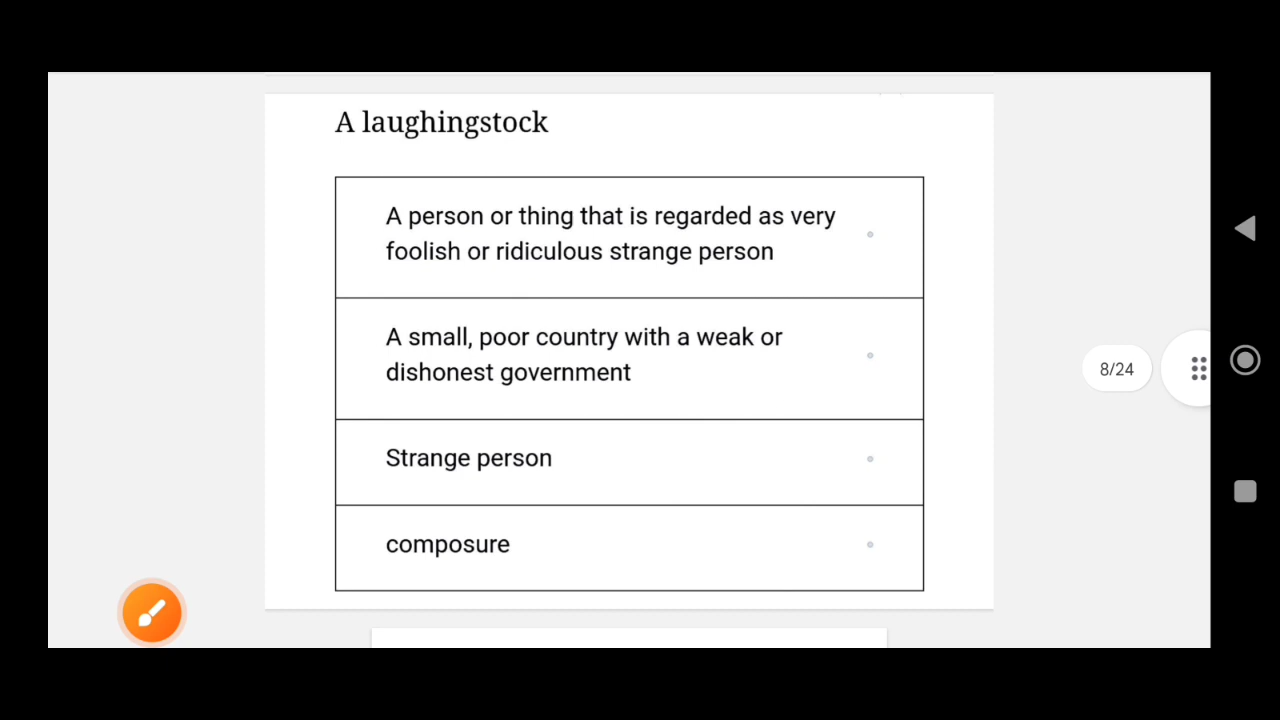 A laughingstock
A person or thing that is regarded as very
foolish or ridiculous strange person
A small, poor country with a weak or
dishonest government
8/24
Strange person
composure